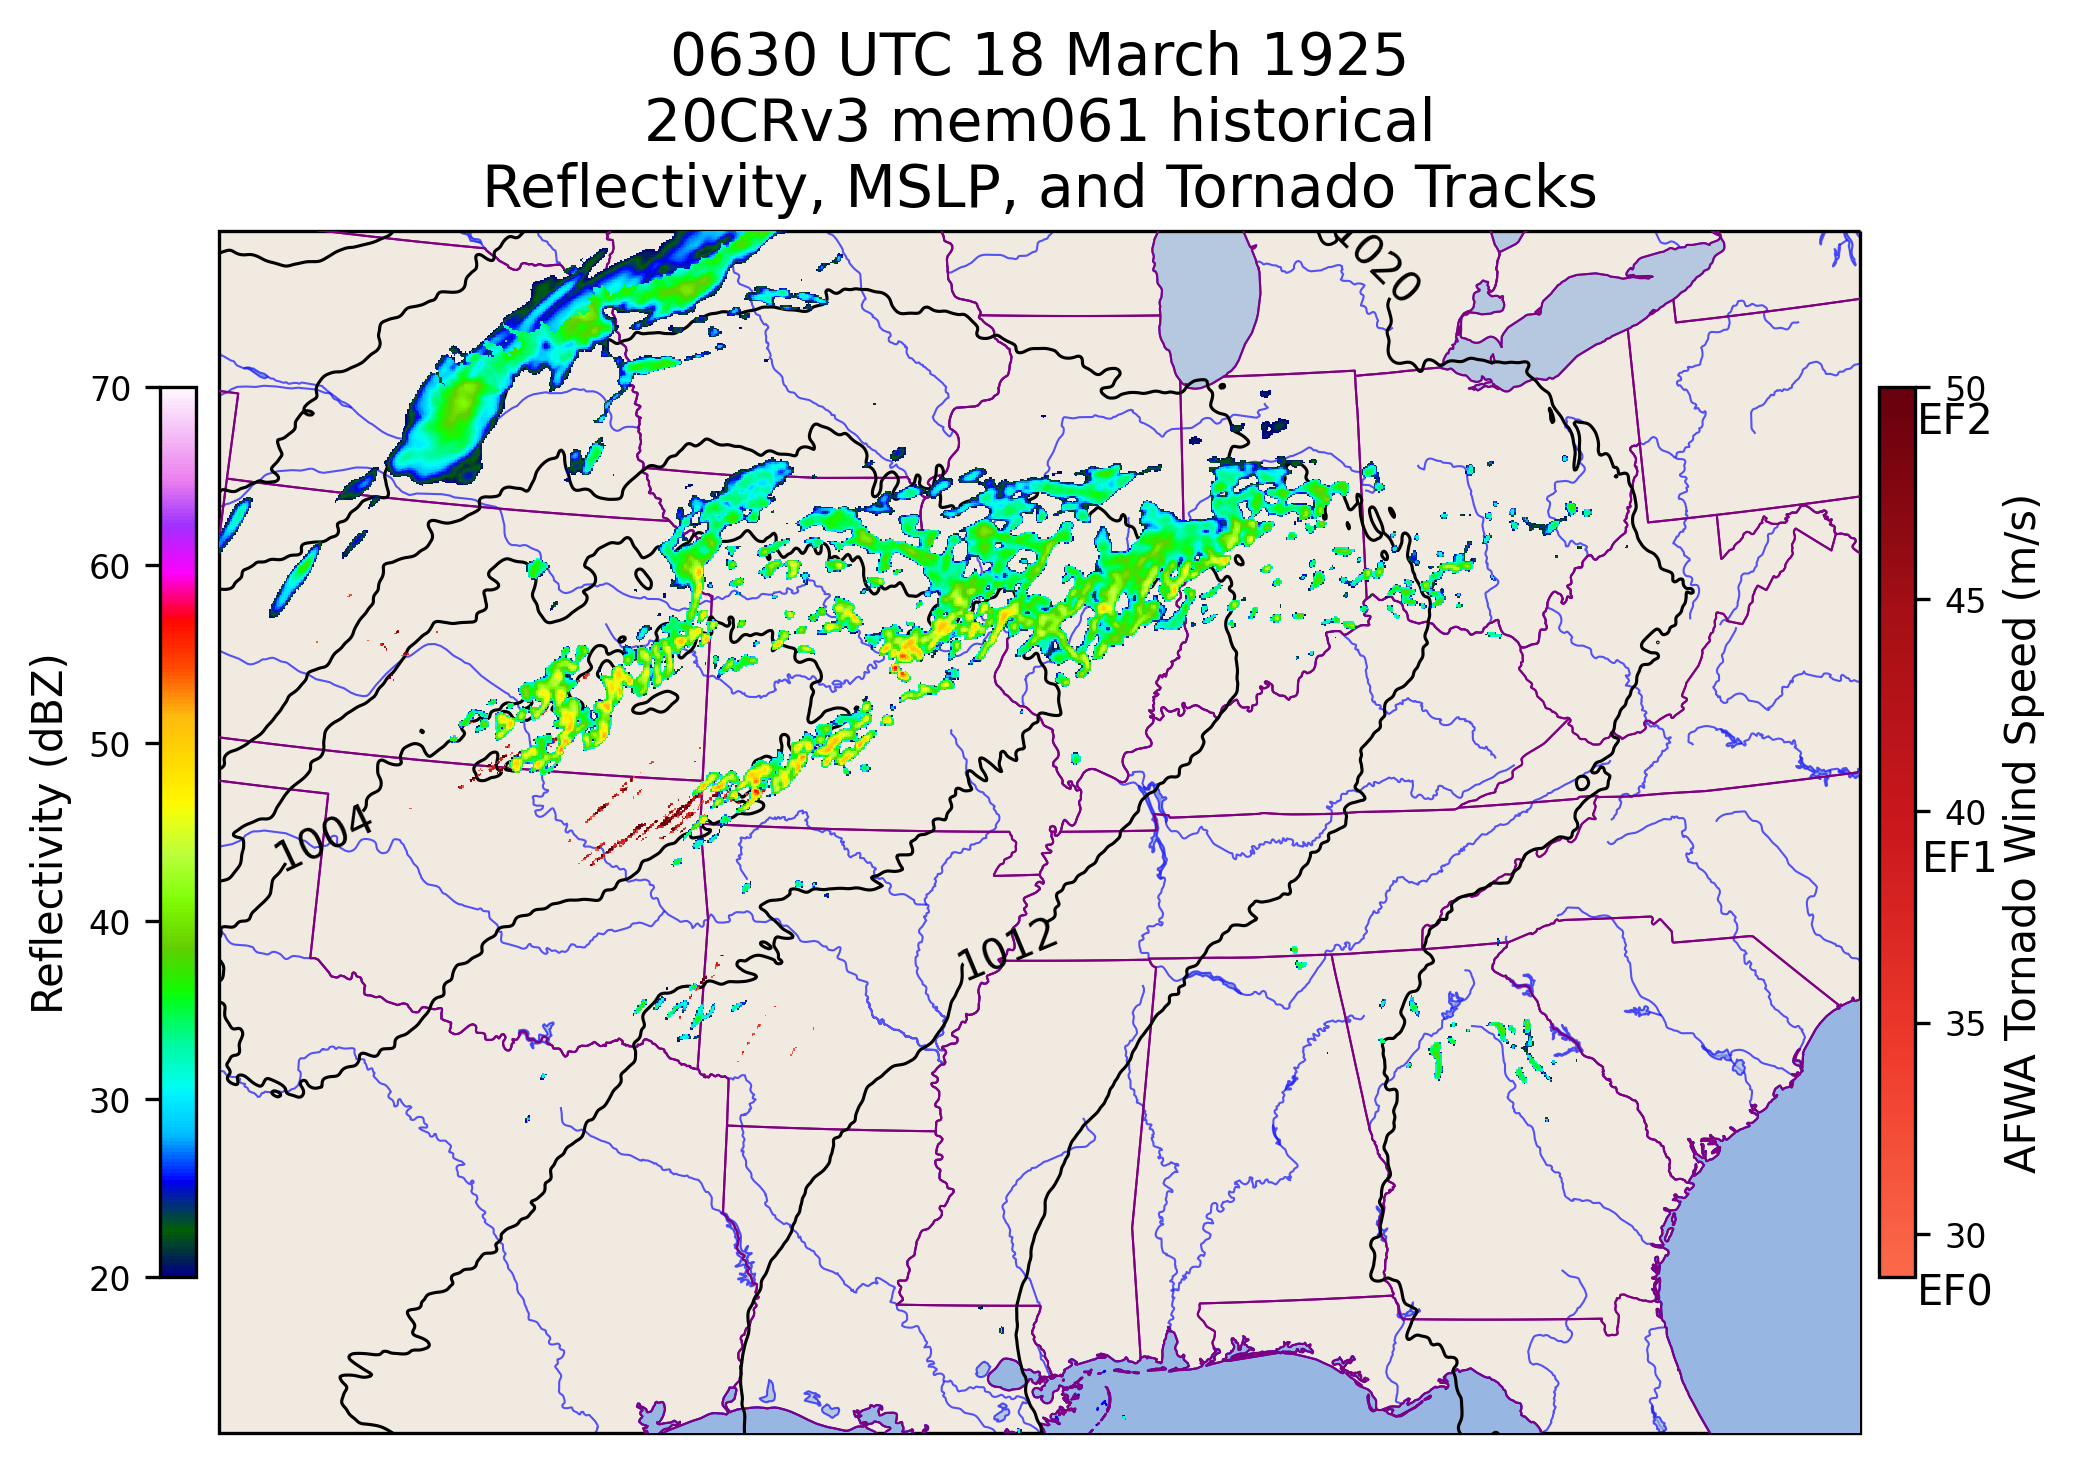 0630 UTC 18 March 1925
20CRv3 mem061 historical
Reflectivity, MSLP, and Tornado Tracks
1020
1004
1012
70
60
50
40
30
20
Reflectivity (dBZ)
50
EF2
45
40
EF1
35
30
EF0
AFWA Tornado Wind Speed (m/s)